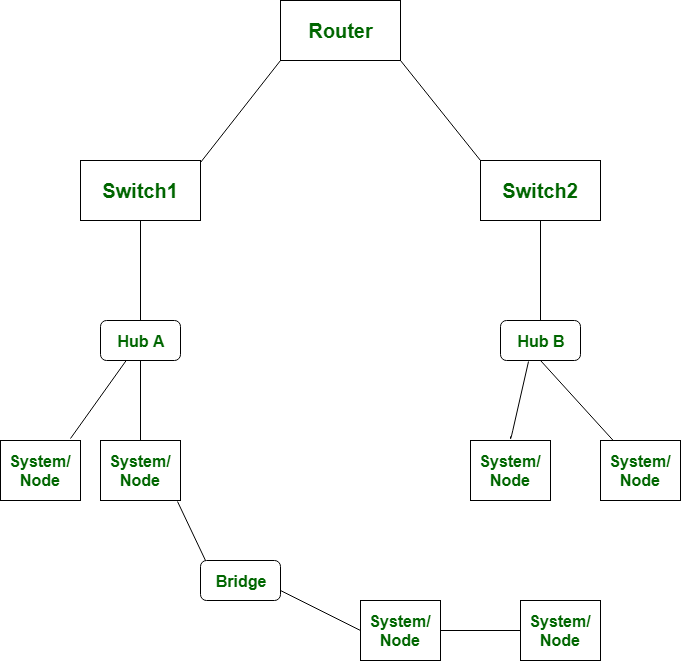 Router
Switch1
Switch2
Hub A
Hub B
System/
Node
System/
Node
System/
Node
System/
Node
Bridge
System/
Node
System/
Node